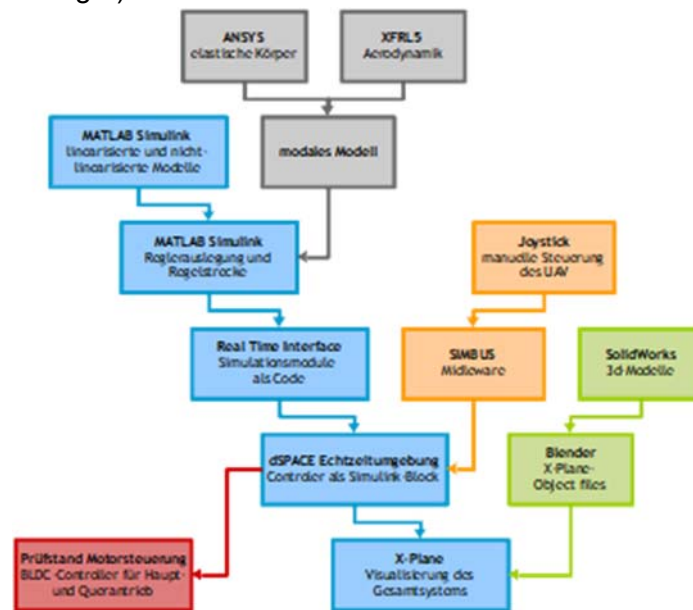 ANSYS
elastische Körper
XFRL5
Aerodynamik
MATLAB Simulink
linearisierte und nicht-
linearisierte Modelle
modales Modell
MATLAB Simulink
Reglerauslegung und
Regelstrecke
Joystick
manuelle Steuerung
des UAV
Real Time Interface
Simulationsmodule
als Code
SIMBUS
Midleware
SolidWorks
3d-Modelle
dSPACE Echtzeitumgebung
Controler als Simulink-Block
Blender
X-Plane-
Object files
Prüfstand Motorsteuerung
BLDC-Controller für Haupt-
und Querantrieb
X-Plane
Visualisierung des
Gesamtsystems